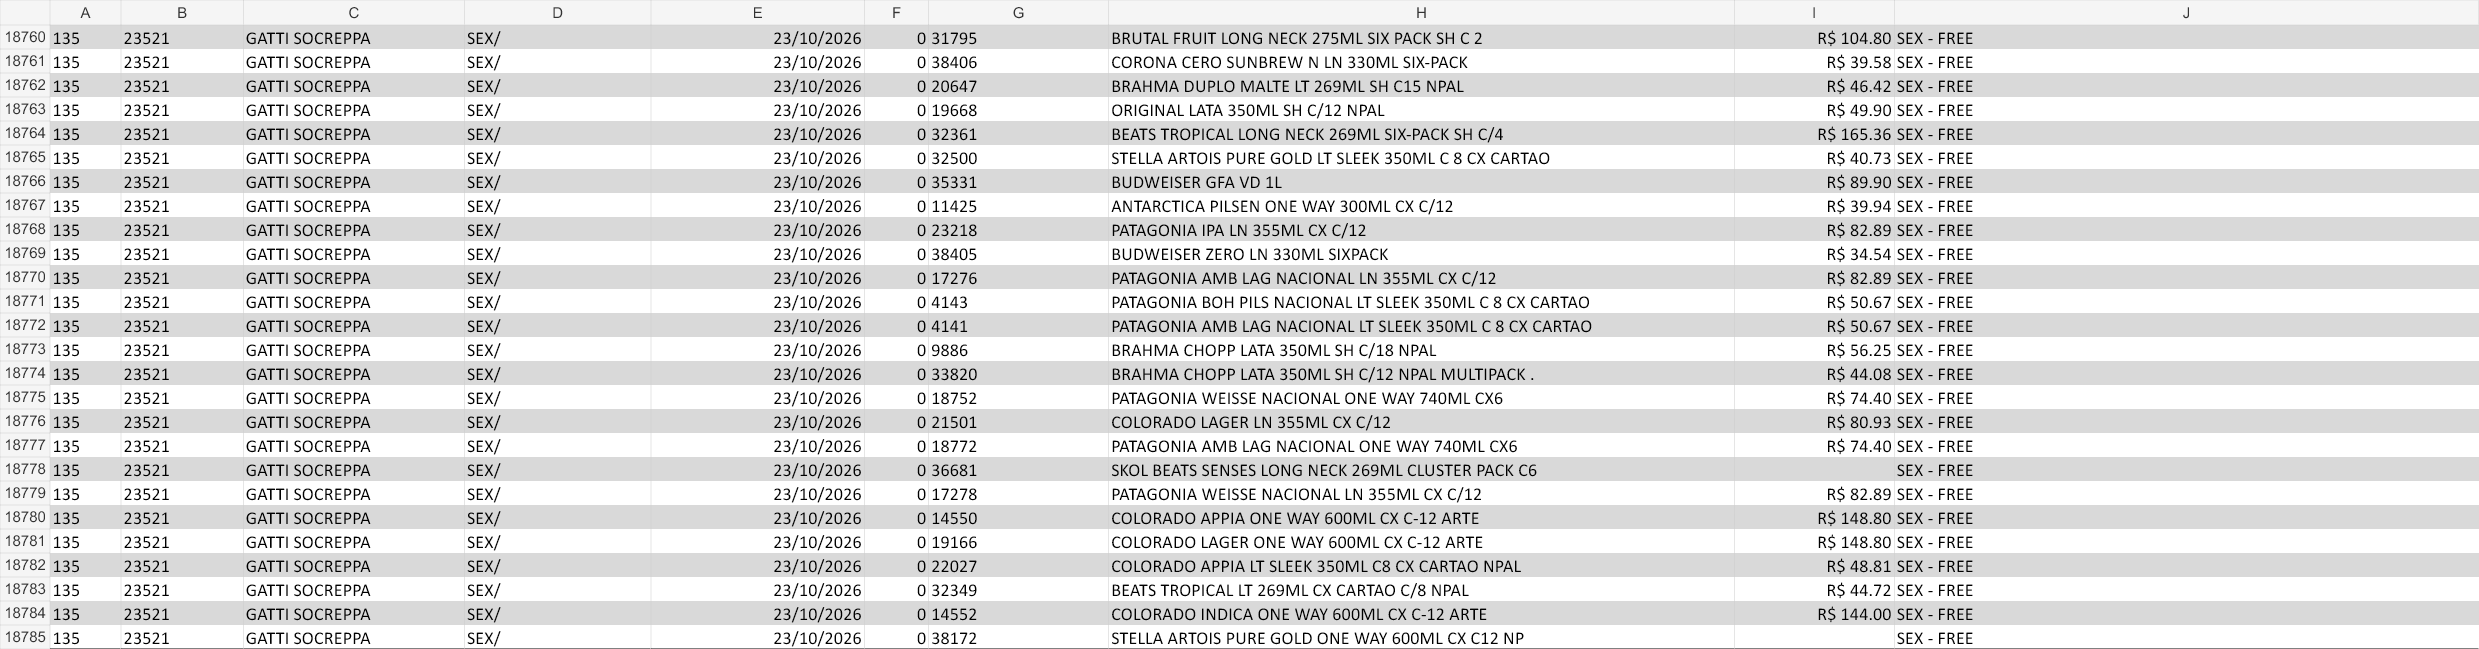 A B C D E F G H I J
18760 135 23521 GATTI SOCREPPA SEX/ 23/10/2026 0 31795 BRUTAL FRUIT LONG NECK 275ML SIX PACK SH C 2 R$ 104.80 SEX - FREE
18761 135 23521 GATTI SOCREPPA SEX/ 23/10/2026 0 38406 CORONA CERO SUNBREW N LN 330ML SIX-PACK R$ 39.58 SEX - FREE
18762 135 23521 GATTI SOCREPPA SEX/ 23/10/2026 0 20647 BRAHMA DUPLO MALTE LT 269ML SH C15 NPAL R$ 46.42 SEX - FREE
18763 135 23521 GATTI SOCREPPA SEX/ 23/10/2026 0 19668 ORIGINAL LATA 350ML SH C/12 NPAL R$ 49.90 SEX - FREE
18764 135 23521 GATTI SOCREPPA SEX/ 23/10/2026 0 32361 BEATS TROPICAL LONG NECK 269ML SIX-PACK SH C/4 R$ 165.36 SEX - FREE
18765 135 23521 GATTI SOCREPPA SEX/ 23/10/2026 0 32500 STELLA ARTOIS PURE GOLD LT SLEEK 350ML C 8 CX CARTAO R$ 40.73 SEX - FREE
18766 135 23521 GATTI SOCREPPA SEX/ 23/10/2026 0 35331 BUDWEISER GFA VD 1L R$ 89.90 SEX - FREE
18767 135 23521 GATTI SOCREPPA SEX/ 23/10/2026 0 11425 ANTARCTICA PILSEN ONE WAY 300ML CX C/12 R$ 39.94 SEX - FREE
18768 135 23521 GATTI SOCREPPA SEX/ 23/10/2026 0 23218 PATAGONIA IPA LN 355ML CX C/12 R$ 82.89 SEX - FREE
18769 135 23521 GATTI SOCREPPA SEX/ 23/10/2026 0 38405 BUDWEISER ZERO LN 330ML SIXPACK R$ 34.54 SEX - FREE
18770 135 23521 GATTI SOCREPPA SEX/ 23/10/2026 0 17276 PATAGONIA AMB LAG NACIONAL LN 355ML CX C/12 R$ 82.89 SEX - FREE
18771 135 23521 GATTI SOCREPPA SEX/ 23/10/2026 0 4143 PATAGONIA BOH PILS NACIONAL LT SLEEK 350ML C 8 CX CARTAO R$ 50.67 SEX - FREE
18772 135 23521 GATTI SOCREPPA SEX/ 23/10/2026 0 4141 PATAGONIA AMB LAG NACIONAL LT SLEEK 350ML C 8 CX CARTAO R$ 50.67 SEX - FREE
18773 135 23521 GATTI SOCREPPA SEX/ 23/10/2026 0 9886 BRAHMA CHOPP LATA 350ML SH C/18 NPAL R$ 56.25 SEX - FREE
18774 135 23521 GATTI SOCREPPA SEX/ 23/10/2026 0 33820 BRAHMA CHOPP LATA 350ML SH C/12 NPAL MULTIPACK . R$ 44.08 SEX - FREE
18775 135 23521 GATTI SOCREPPA SEX/ 23/10/2026 0 18752 PATAGONIA WEISSE NACIONAL ONE WAY 740ML CX6 R$ 74.40 SEX - FREE
18776 135 23521 GATTI SOCREPPA SEX/ 23/10/2026 0 21501 COLORADO LAGER LN 355ML CX C/12 R$ 80.93 SEX - FREE
18777 135 23521 GATTI SOCREPPA SEX/ 23/10/2026 0 18772 PATAGONIA AMB LAG NACIONAL ONE WAY 740ML CX6 R$ 74.40 SEX - FREE
18778 135 23521 GATTI SOCREPPA SEX/ 23/10/2026 0 36681 SKOL BEATS SENSES LONG NECK 269ML CLUSTER PACK C6 SEX - FREE
18779 135 23521 GATTI SOCREPPA SEX/ 23/10/2026 0 17278 PATAGONIA WEISSE NACIONAL LN 355ML CX C/12 R$ 82.89 SEX - FREE
18780 135 23521 GATTI SOCREPPA SEX/ 23/10/2026 0 14550 COLORADO APPIA ONE WAY 600ML CX C-12 ARTE R$ 148.80 SEX - FREE
18781 135 23521 GATTI SOCREPPA SEX/ 23/10/2026 0 19166 COLORADO LAGER ONE WAY 600ML CX C-12 ARTE R$ 148.80 SEX - FREE
18782 135 23521 GATTI SOCREPPA SEX/ 23/10/2026 0 22027 COLORADO APPIA LT SLEEK 350ML C8 CX CARTAO NPAL R$ 48.81 SEX - FREE
18783 135 23521 GATTI SOCREPPA SEX/ 23/10/2026 0 32349 BEATS TROPICAL LT 269ML CX CARTAO C/8 NPAL R$ 44.72 SEX - FREE
18784 135 23521 GATTI SOCREPPA SEX/ 23/10/2026 0 14552 COLORADO INDICA ONE WAY 600ML CX C-12 ARTE R$ 144.00 SEX - FREE
18785 135 23521 GATTI SOCREPPA SEX/ 23/10/2026 0 38172 STELLA ARTOIS PURE GOLD ONE WAY 600ML CX C12 NP SEX - FREE